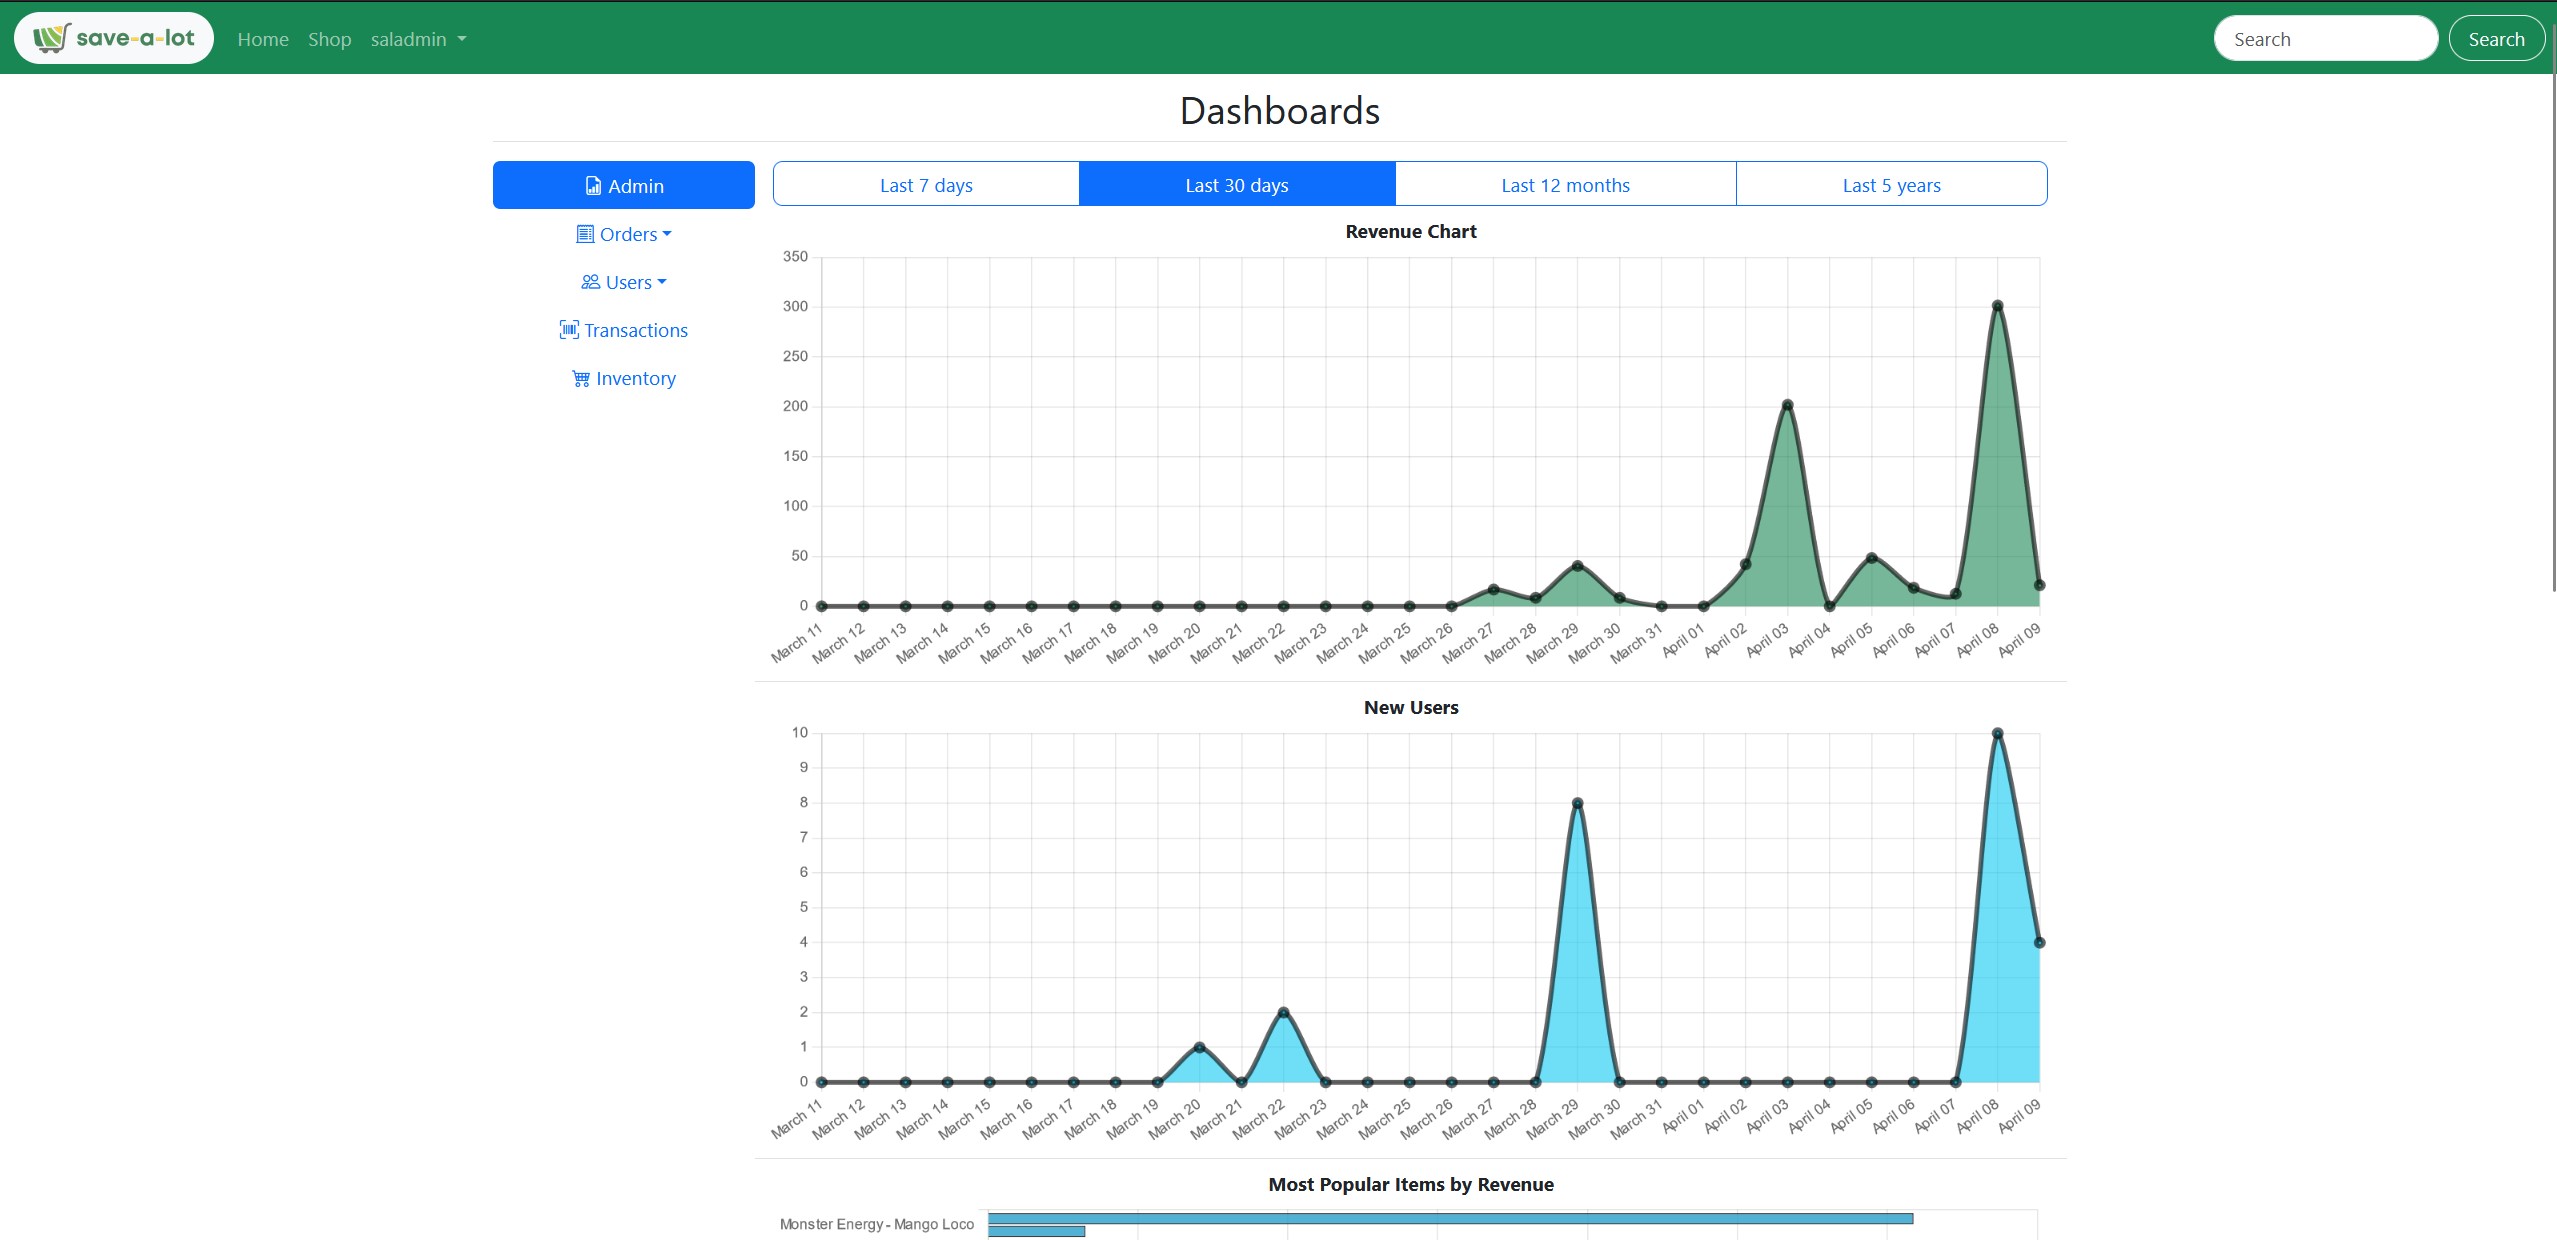 save-a-lot Home Shop saladmin Search Search
Dashboards
Admin
Orders
Users
Transactions
Inventory
Last 7 days Last 30 days Last 12 months Last 5 years
Revenue Chart
350
300
250
200
150
100
50
0
March 11 March 12 March 13 March 14 March 15 March 16 March 17 March 18 March 19 March 20 March 21 March 22 March 23 March 24 March 25 March 26 March 27 March 28 March 29 March 30 March 31 April 01 April 02 April 03 April 04 April 05 April 06 April 07 April 08 April 09
New Users
10
9
8
7
6
5
4
3
2
1
0
March 11 March 12 March 13 March 14 March 15 March 16 March 17 March 18 March 19 March 20 March 21 March 22 March 23 March 24 March 25 March 26 March 27 March 28 March 29 March 30 March 31 April 01 April 02 April 03 April 04 April 05 April 06 April 07 April 08 April 09
Most Popular Items by Revenue
Monster Energy - Mango Loco